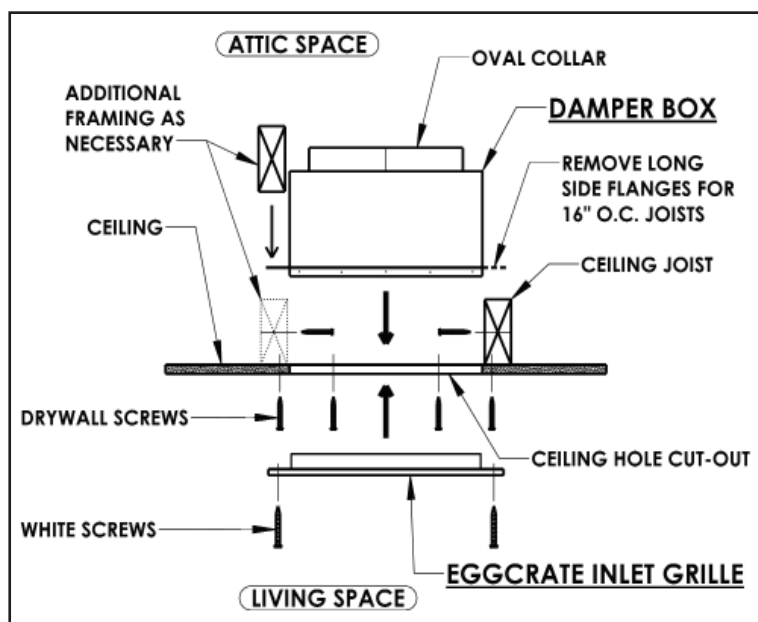 ATTIC SPACE
OVAL COLLAR
ADDITIONAL
FRAMING AS
NECESSARY
DAMPER BOX
REMOVE LONG
SIDE FLANGES FOR
16" O.C. JOISTS
CEILING
CEILING JOIST
DRYWALL SCREWS
CEILING HOLE CUT-OUT
WHITE SCREWS
EGGCRATE INLET GRILLE
LIVING SPACE